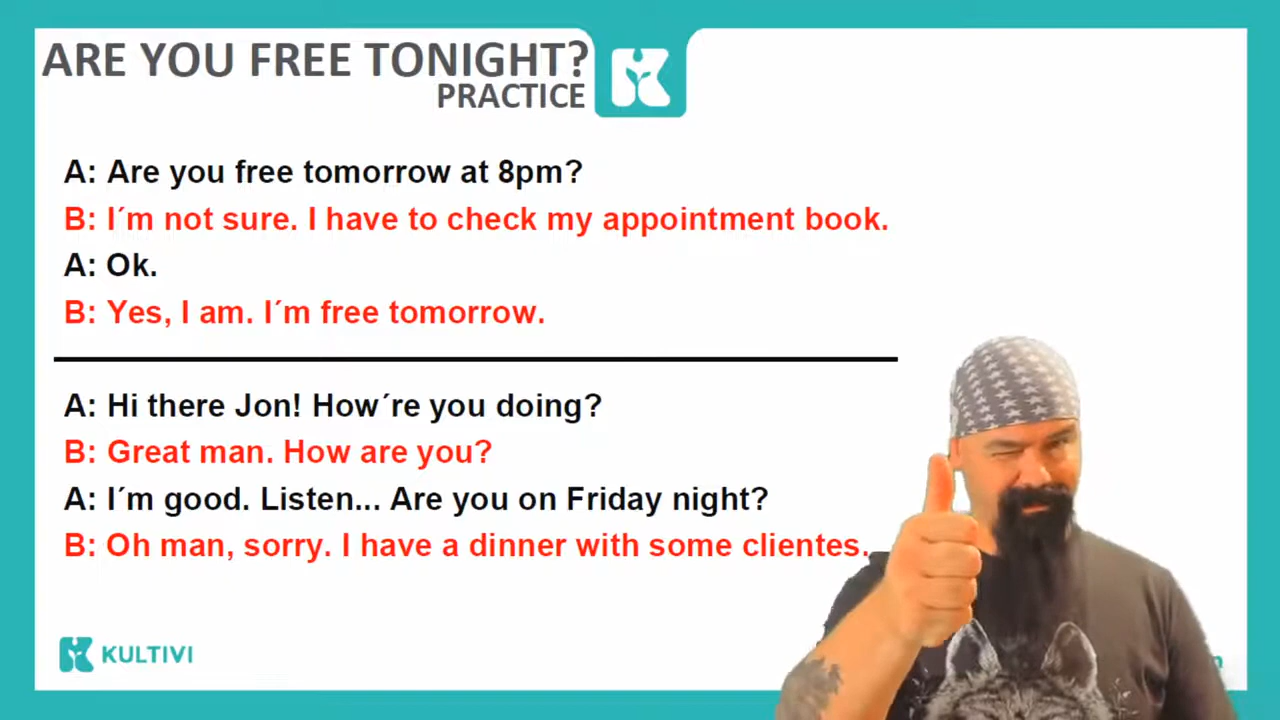 ARE YOU FREE TONIGHT?
PRACTICE
A: Are you free tomorrow at 8pm?
B: I´m not sure. I have to check my appointment book.
A: Ok.
B: Yes, I am. I´m free tomorrow.
A: Hi there Jon! How´re you doing?
B: Great man. How are you?
A: I´m good. Listen... Are you on Friday night?
B: Oh man, sorry. I have a dinner with some clientes.
KULTIVI